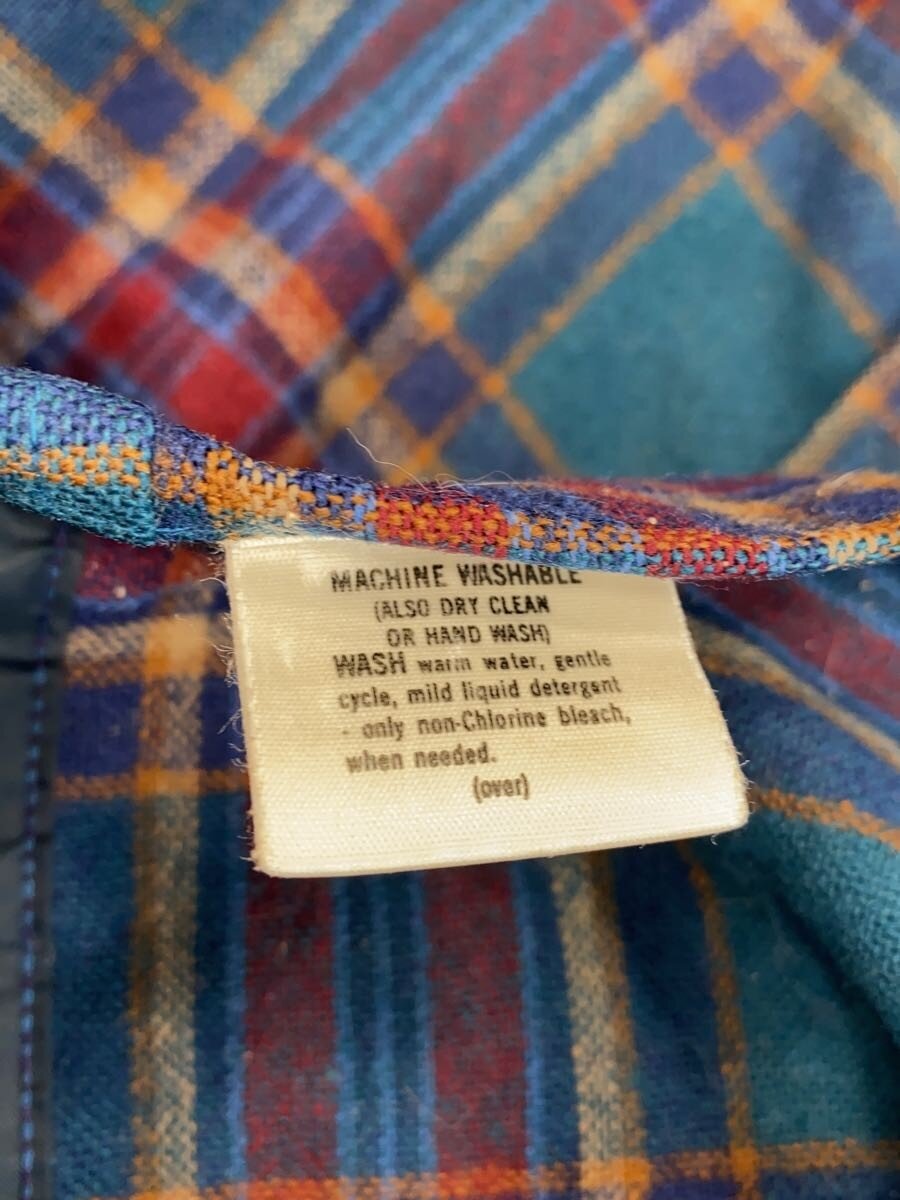 MACHINE WASHABLE
(ALSO DRY CLEAN
OR HAND WASH)
WASH warm water, gentle
cycle, mild liquid detergent
- only non-Chlorine bleach,
when needed.
(over)